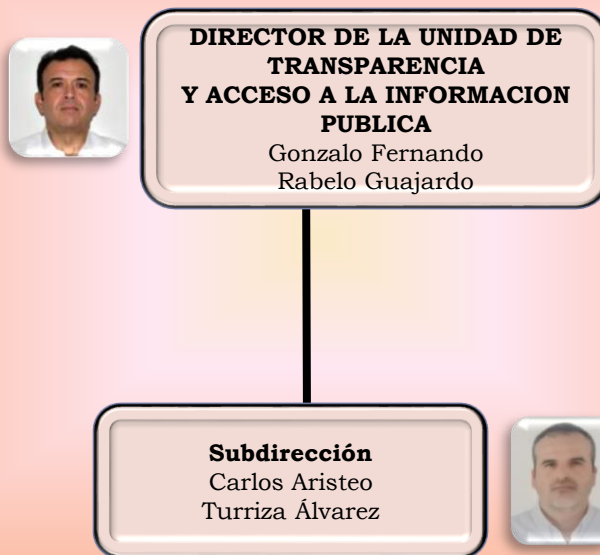 DIRECTOR DE LA UNIDAD DE
TRANSPARENCIA
Y ACCESO A LA INFORMACION
PUBLICA
Gonzalo Fernando
Rabelo Guajardo
Subdirección
Carlos Aristeo
Turriza Álvarez